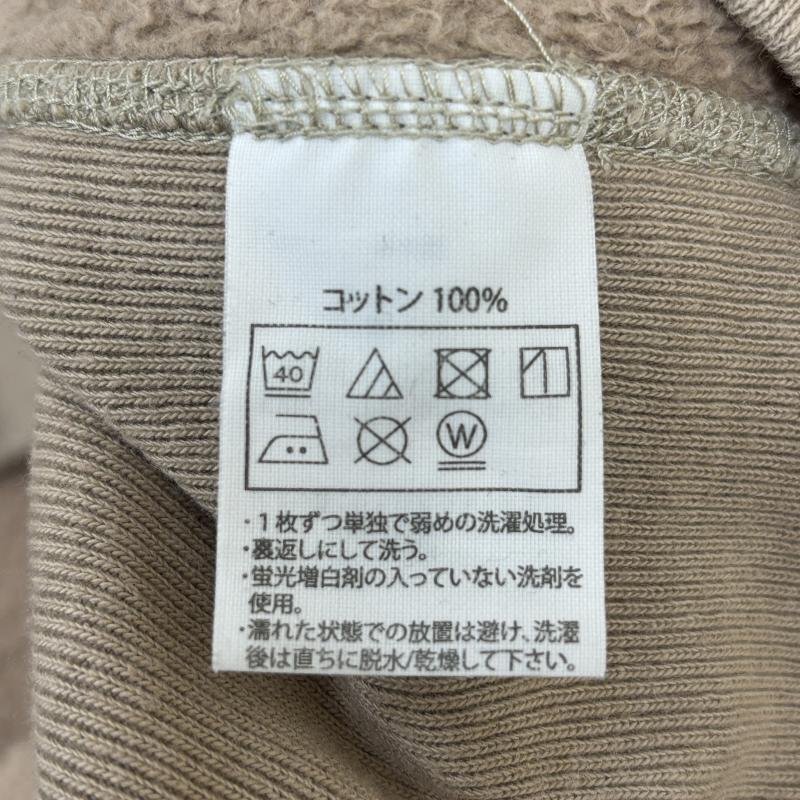 コットン 100%
40
W
・１枚ずつ単独で弱めの洗濯処理。
・裏返しにして洗う。
・蛍光増白剤の入っていない洗剤を
使用。
・濡れた状態での放置は避け、洗濯
後は直ちに脱水/乾燥して下さい。